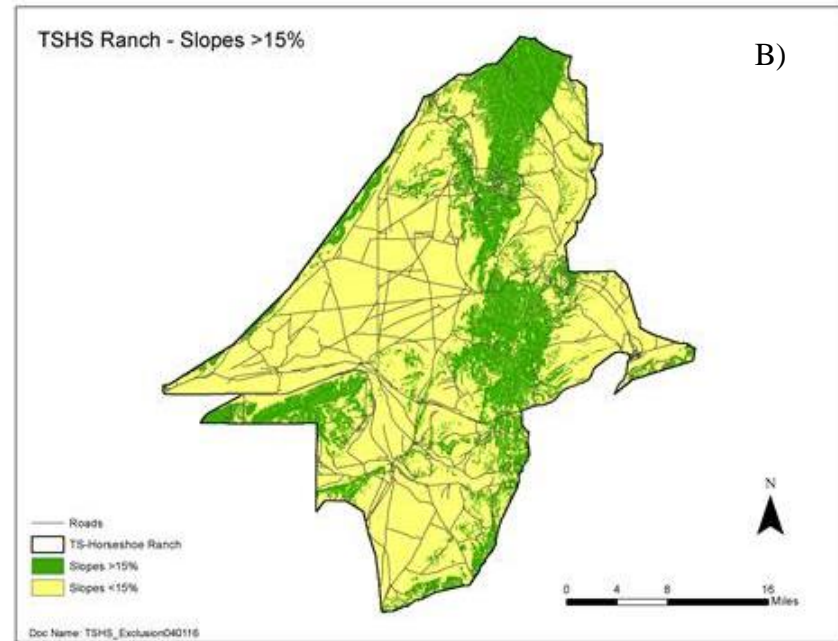 TSHS Ranch - Slopes >15%
B)
N
Roads
TS-Horseshoe Ranch
Slopes >15%
Slopes <15%
0 4 8 16
Miles
Doc Name: TSHS_Exclusion040116